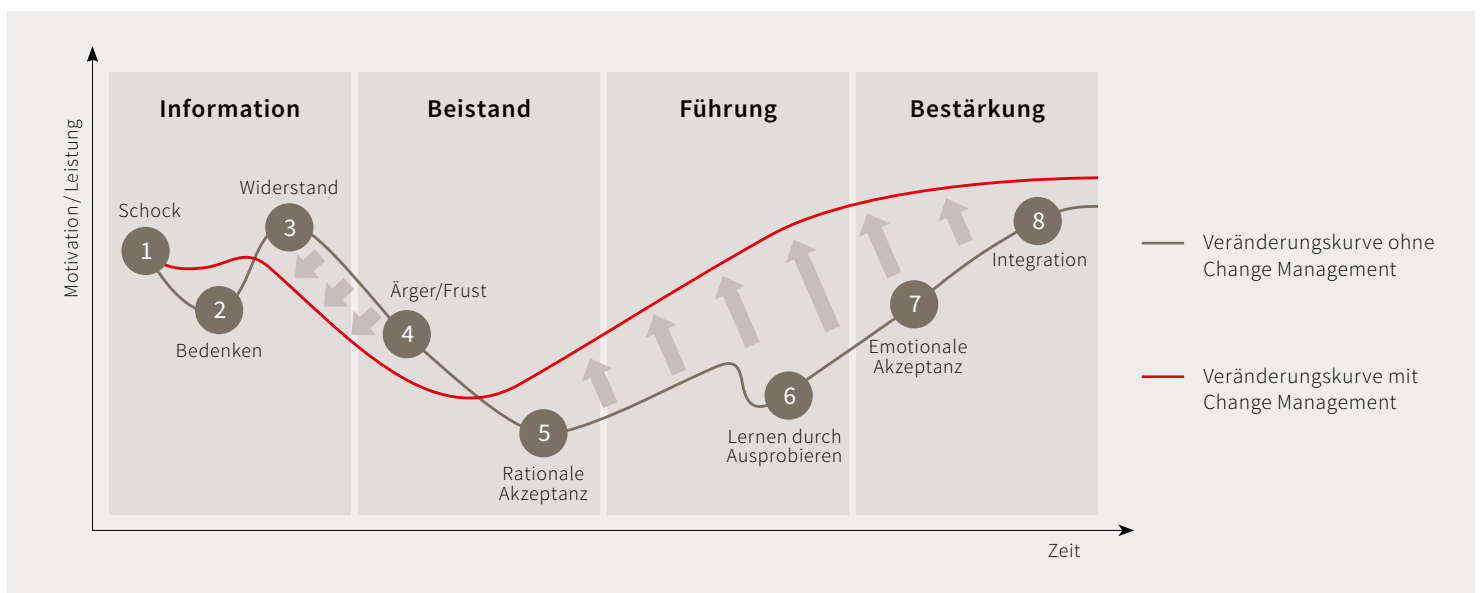 Motivation / Leistung
Information
Beistand
Führung
Bestärkung
Schock
1
2
Bedenken
Widerstand
3
Ärger/Frust
4
5
Rationale
Akzeptanz
6
Lernen durch
Ausprobieren
7
Emotionale
Akzeptanz
8
Integration
Zeit
Veränderungskurve ohne
Change Management
Veränderungskurve mit
Change Management